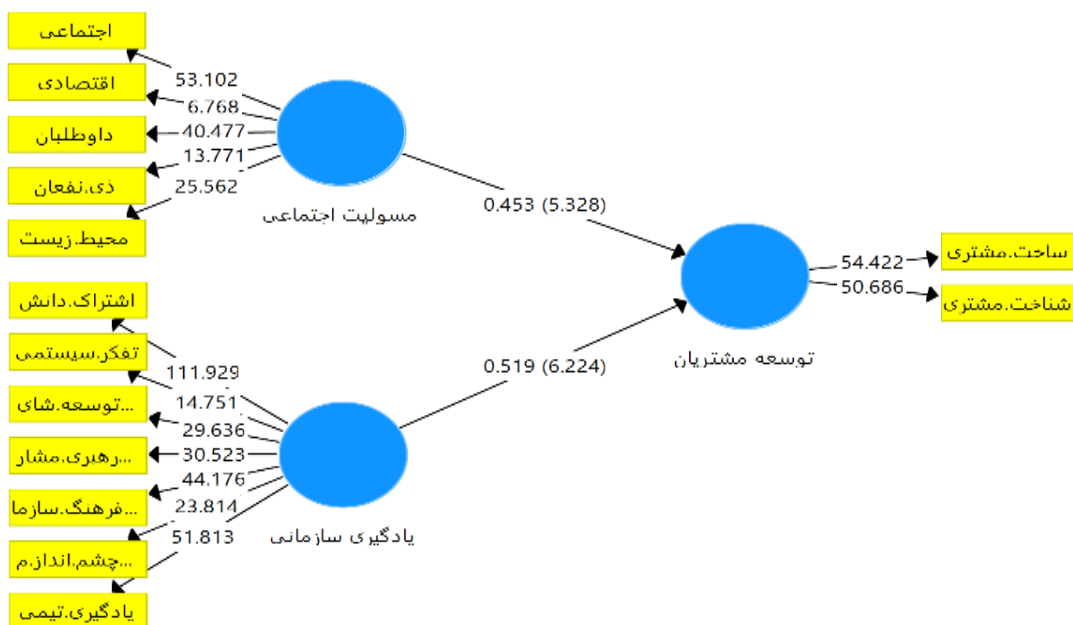 اجتماعی
اقتصادی
داوطلبان
ذی.نفعان
محیط.زیست
53.102
6.768
40.477
13.771
25.562
مسولیت اجتماعی
0.453 (5.328)
اشتراک.دانش
تفکر.سیستمی
توسعه.شای...
رهبری.مشار...
فرهنگ.سازما...
چشم.انداز.م...
یادگیری.تیمی
111.929
14.751
29.636
30.523
44.176
23.814
51.813
یادگیری سازمانی
0.519 (6.224)
توسعه مشتریان
54.422
50.686
ساخت.مشتری
شناخت.مشتری